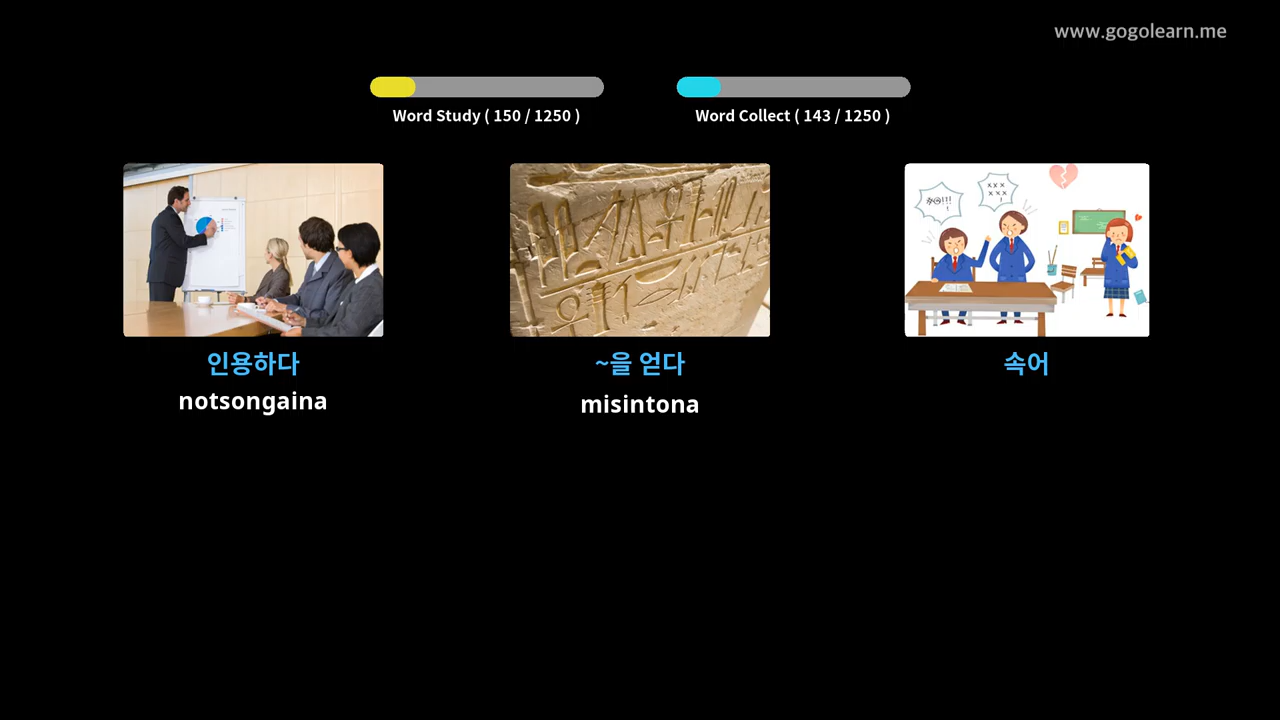 www.gogolearn.me
Word Study ( 150 / 1250 )
Word Collect ( 143 / 1250 )
인용하다
notsongaina
~을 얻다
misintona
속어